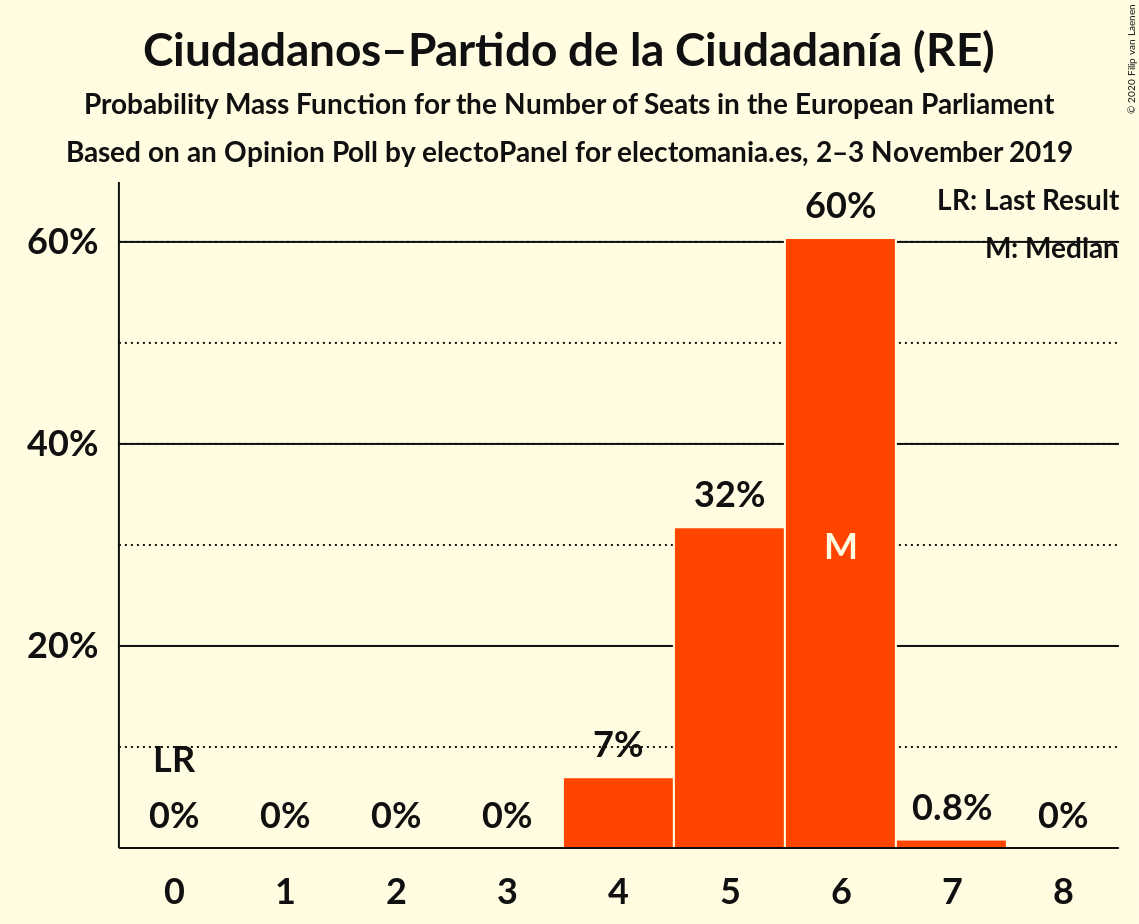 Ciudadanos–Partido de la Ciudadanía (RE)
Probability Mass Function for the Number of Seats in the European Parliament
Based on an Opinion Poll by electoPanel for electomania.es, 2–3 November 2019
© 2020 Filip van Laenen
LR: Last Result
M: Median
60%
40%
20%
60%
32%
M
7%
LR
0%
0%
0%
0%
0.8%
0%
0 1 2 3 4 5 6 7 8